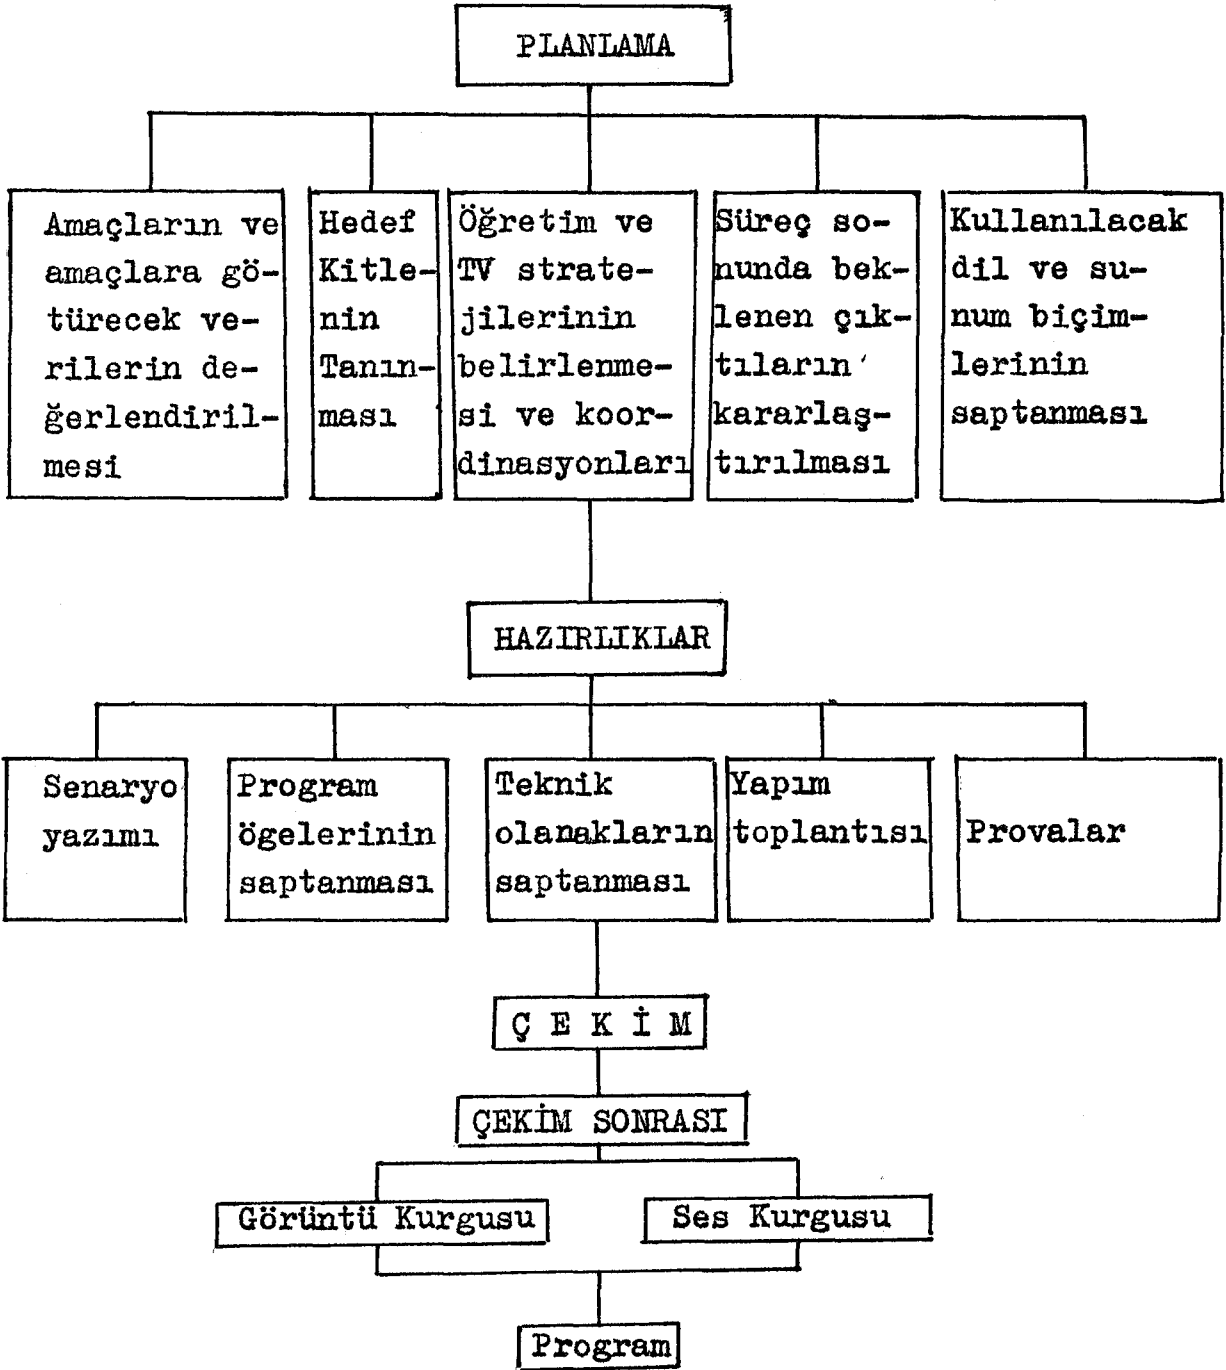 PLANLAMA
Amaçların ve
amaçlara gö-
türecek ve-
rilerin de-
ğerlendiril-
mesi
Hedef
Kitle-
nin
Tanın-
ması
Öğretim ve
TV strate-
jilerinin
belirlenme-
si ve koor-
dinasyonları
Süreç so-
nunda bek-
lenen çık-
tıların
kararlaş-
tırılması
Kullanılacak
dil ve su-
num biçim-
lerinin
saptanması
HAZIRLIKLAR
Senaryo
yazımı
Program
ögelerinin
saptanması
Teknik
olanakların
saptanması
Yapım
toplantısı
Provalar
Ç E K İ M
ÇEKİM SONRASI
Görüntü Kurgusu
Ses Kurgusu
Program